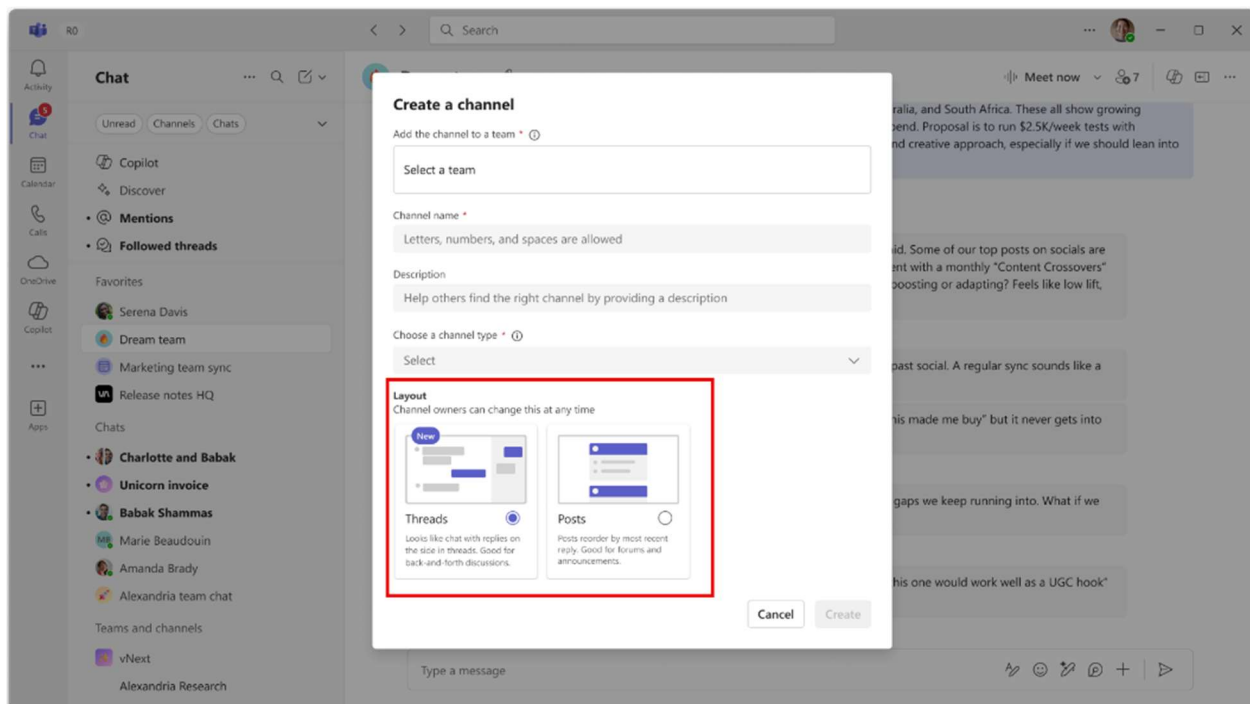 RO
Search
Activity
Chat
5
Calendar
Calls
OneDrive
Copilot
Apps
Chat
Unread
Channels
Chats
Copilot
Discover
Mentions
Followed threads
Favorites
Serena Davis
Dream team
Marketing team sync
Release notes HQ
Chats
Charlotte and Babak
Unicorn invoice
Babak Shammas
MB Marie Beaudouin
Amanda Brady
Alexandria team chat
Teams and channels
vNext
Alexandria Research
Meet now
7
Create a channel
Add the channel to a team *
Select a team
Channel name *
Letters, numbers, and spaces are allowed
Description
Help others find the right channel by providing a description
Choose a channel type *
Select
Layout
Channel owners can change this at any time
New
Threads
Looks like chat with replies on
the side in threads. Good for
back-and-forth discussions.
Posts
Posts reorder by most recent
reply. Good for forums and
announcements.
Cancel
Create
and South Africa. These all show growing
Proposal is to run $2.5K/week tests with
creative approach, especially if we should lean into
Some of our top posts on socials are
with a monthly "Content Crossovers"
boosting or adapting? Feels like low lift,
past social. A regular sync sounds like a
made me buy" but it never gets into
gaps we keep running into. What if we
this one would work well as a UGC hook"
Type a message